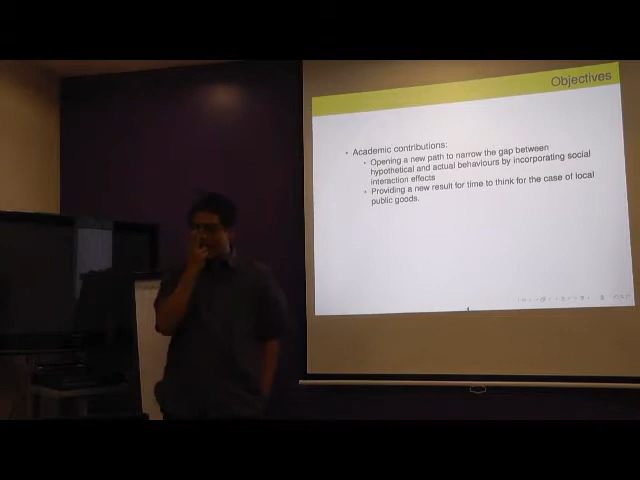 Objectives
• Academic contributions:
• Opening a new path to narrow the gap between
hypothetical and actual behaviours by incorporating social
interaction effects
• Providing a new result for time to think for the case of local
public goods.